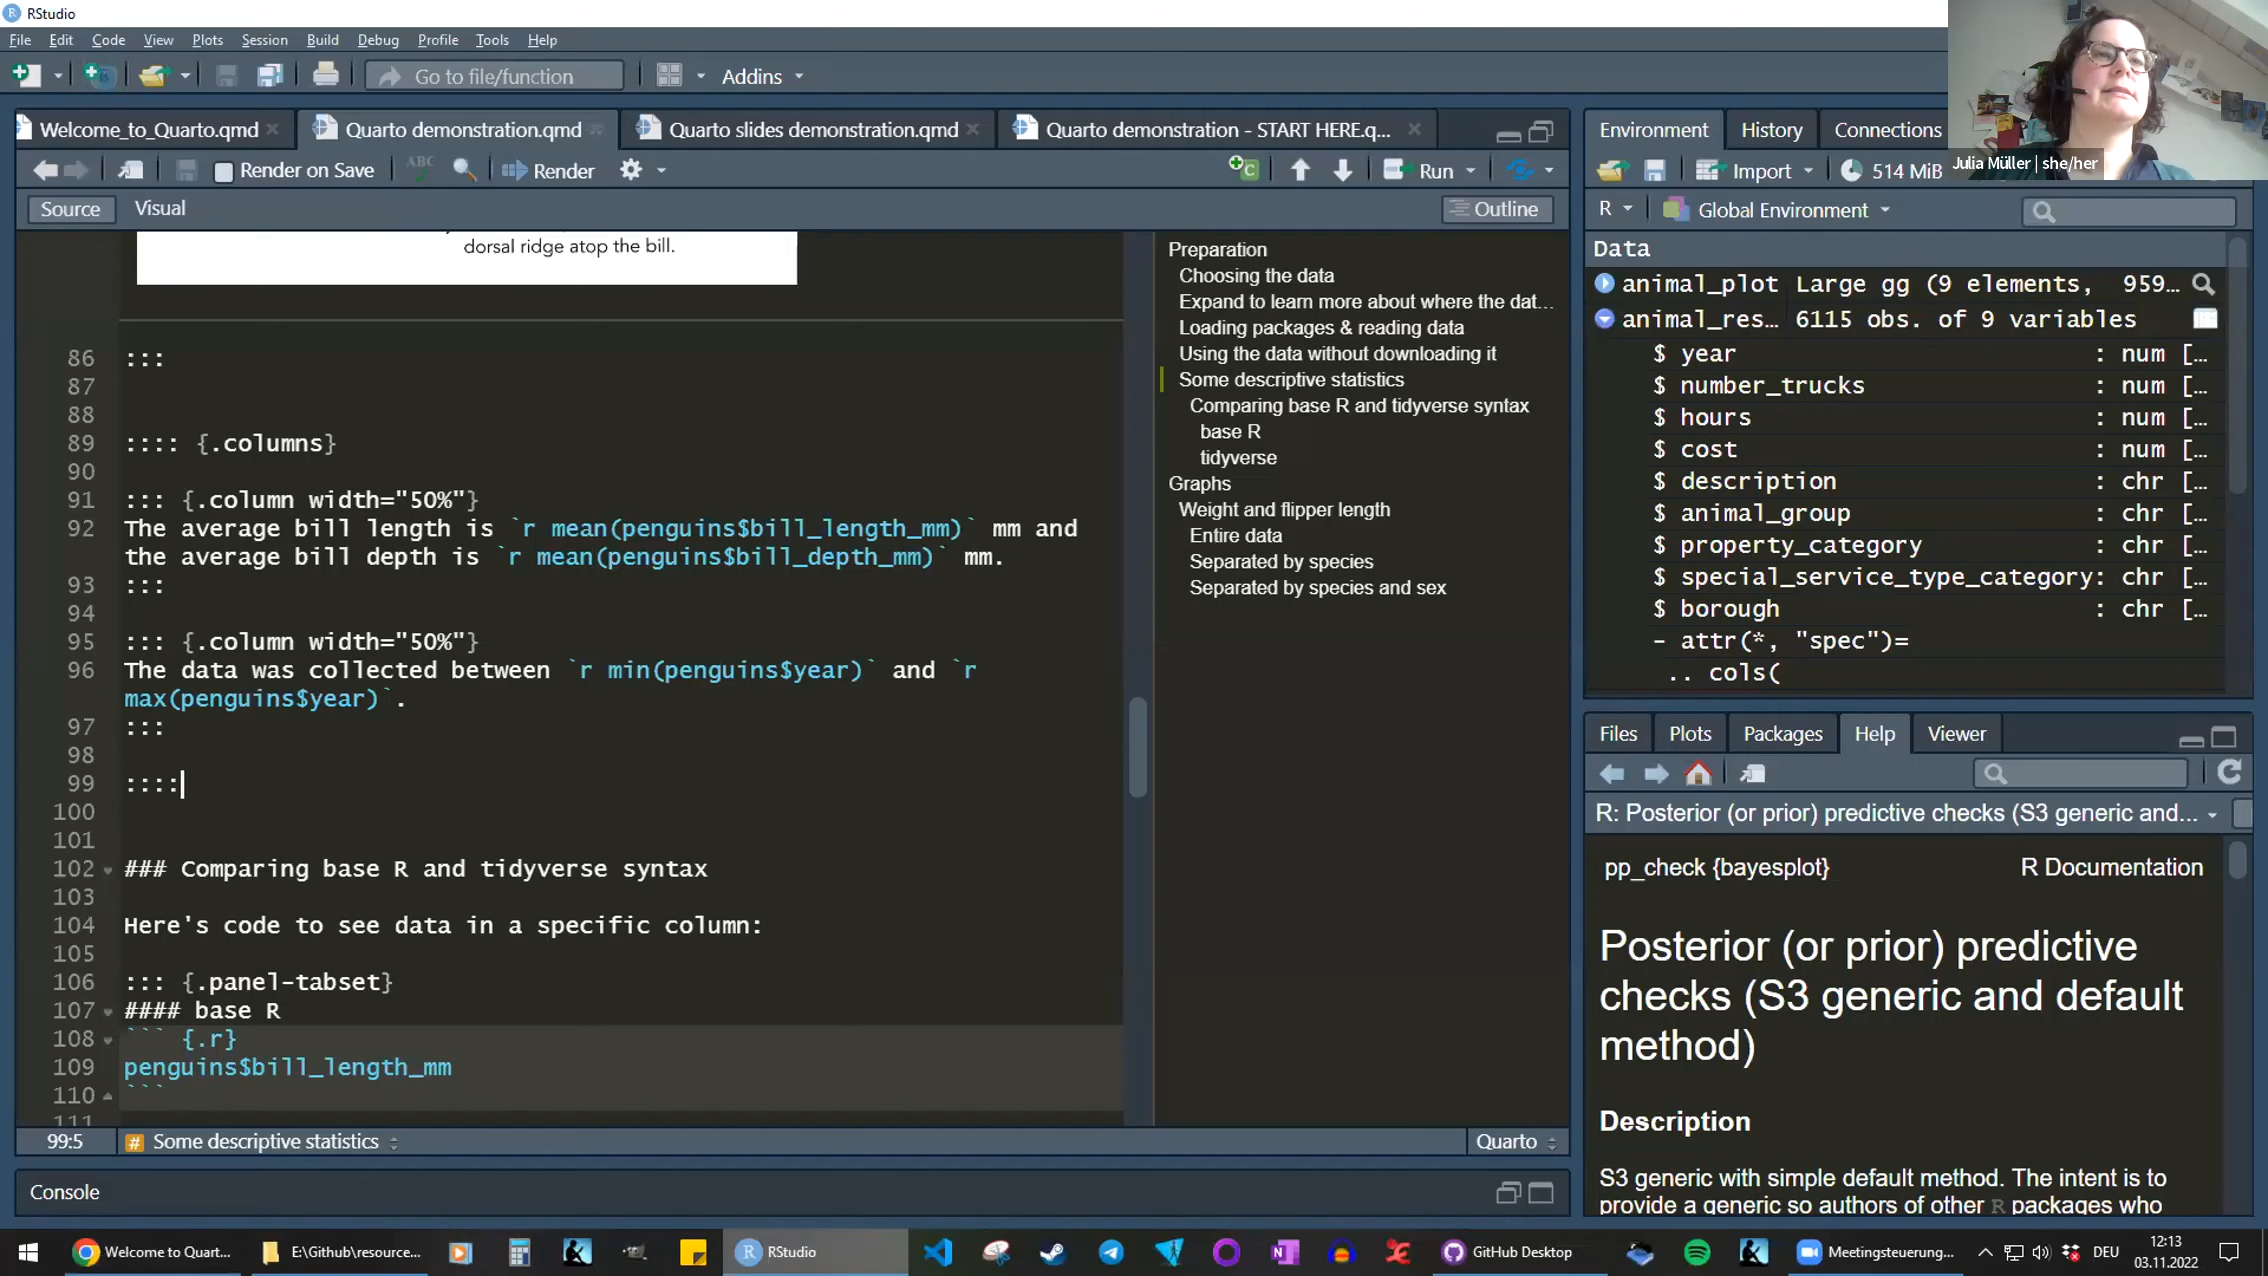 RStudio
File Edit Code View Plots Session Build Debug Profile Tools Help
Go to file/function Addins
Welcome_to_Quarto.qmd Quarto demonstration.qmd Quarto slides demonstration.qmd Quarto demonstration - START HERE.q...
Render on Save ABC Render Run
Source Visual Outline
dorsal ridge atop the bill.
86 :::
87
88
89 :::: {.columns}
90
91 ::: {.column width="50%"}
92 The average bill length is `r mean(penguins$bill_length_mm)` mm and
the average bill depth is `r mean(penguins$bill_depth_mm)` mm.
93 :::
94
95 ::: {.column width="50%"}
96 The data was collected between `r min(penguins$year)` and `r
max(penguins$year)`.
97 :::
98
99 ::::
100
101
102 ### Comparing base R and tidyverse syntax
103
104 Here's code to see data in a specific column:
105
106 ::: {.panel-tabset}
107 #### base R
108 ``` {.r}
109 penguins$bill_length_mm
110 ```
111
Preparation
Choosing the data
Expand to learn more about where the dat...
Loading packages & reading data
Using the data without downloading it
Some descriptive statistics
Comparing base R and tidyverse syntax
base R
tidyverse
Graphs
Weight and flipper length
Entire data
Separated by species
Separated by species and sex
99:5 # Some descriptive statistics Quarto
Console
Julia Müller | she/her
Environment History Connections
Import 514 MiB
R Global Environment
Data
animal_plot Large gg (9 elements, 959...
animal_res... 6115 obs. of 9 variables
$ year : num [...
$ number_trucks : num [...
$ hours : num [...
$ cost : num [...
$ description : chr [...
$ animal_group : chr [...
$ property_category : chr [...
$ special_service_type_category: chr [...
$ borough : chr [...
- attr(*, "spec")=
.. cols(
Files Plots Packages Help Viewer
R: Posterior (or prior) predictive checks (S3 generic and...
pp_check {bayesplot} R Documentation
Posterior (or prior) predictive
checks (S3 generic and default
method)
Description
S3 generic with simple default method. The intent is to
provide a generic so authors of other R packages who
Welcome to Quart... E:\Github\resource... RStudio GitHub Desktop Meetingsteuerung... DEU 12:13
03.11.2022